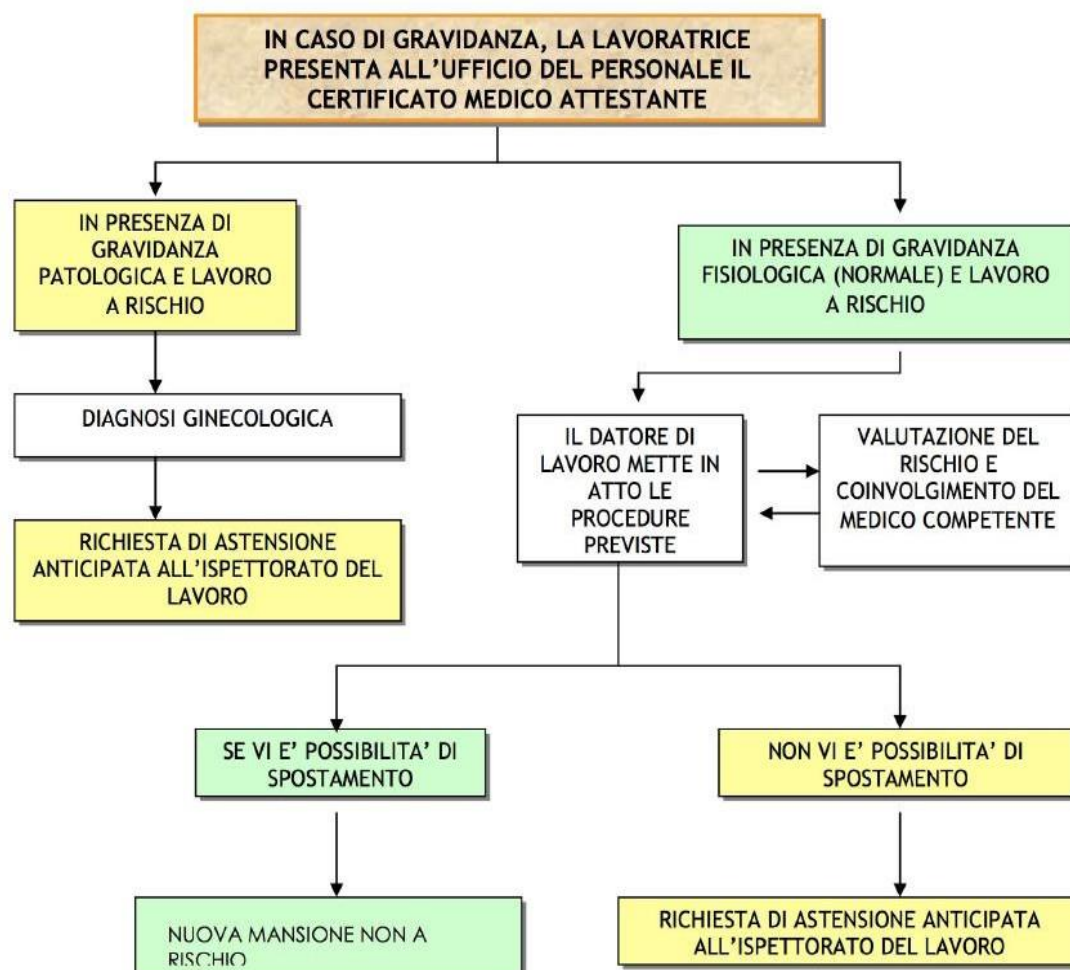 IN CASO DI GRAVIDANZA, LA LAVORATRICE
PRESENTA ALL'UFFICIO DEL PERSONALE IL
CERTIFICATO MEDICO ATTESTANTE
IN PRESENZA DI
GRAVIDANZA
PATOLOGICA E LAVORO
A RISCHIO
IN PRESENZA DI GRAVIDANZA
FISIOLOGICA (NORMALE) E LAVORO
A RISCHIO
DIAGNOSI GINECOLOGICA
RICHIESTA DI ASTENSIONE
ANTICIPATA ALL'ISPETTORATO DEL
LAVORO
IL DATORE DI
LAVORO METTE IN
ATTO LE
PROCEDURE
PREVISTE
VALUTAZIONE DEL
RISCHIO E
COINVOLGIMENTO DEL
MEDICO COMPETENTE
SE VI E' POSSIBILITA' DI
SPOSTAMENTO
NON VI E' POSSIBILITA' DI
SPOSTAMENTO
NUOVA MANSIONE NON A
RISCHIO
RICHIESTA DI ASTENSIONE ANTICIPATA
ALL'ISPETTORATO DEL LAVORO